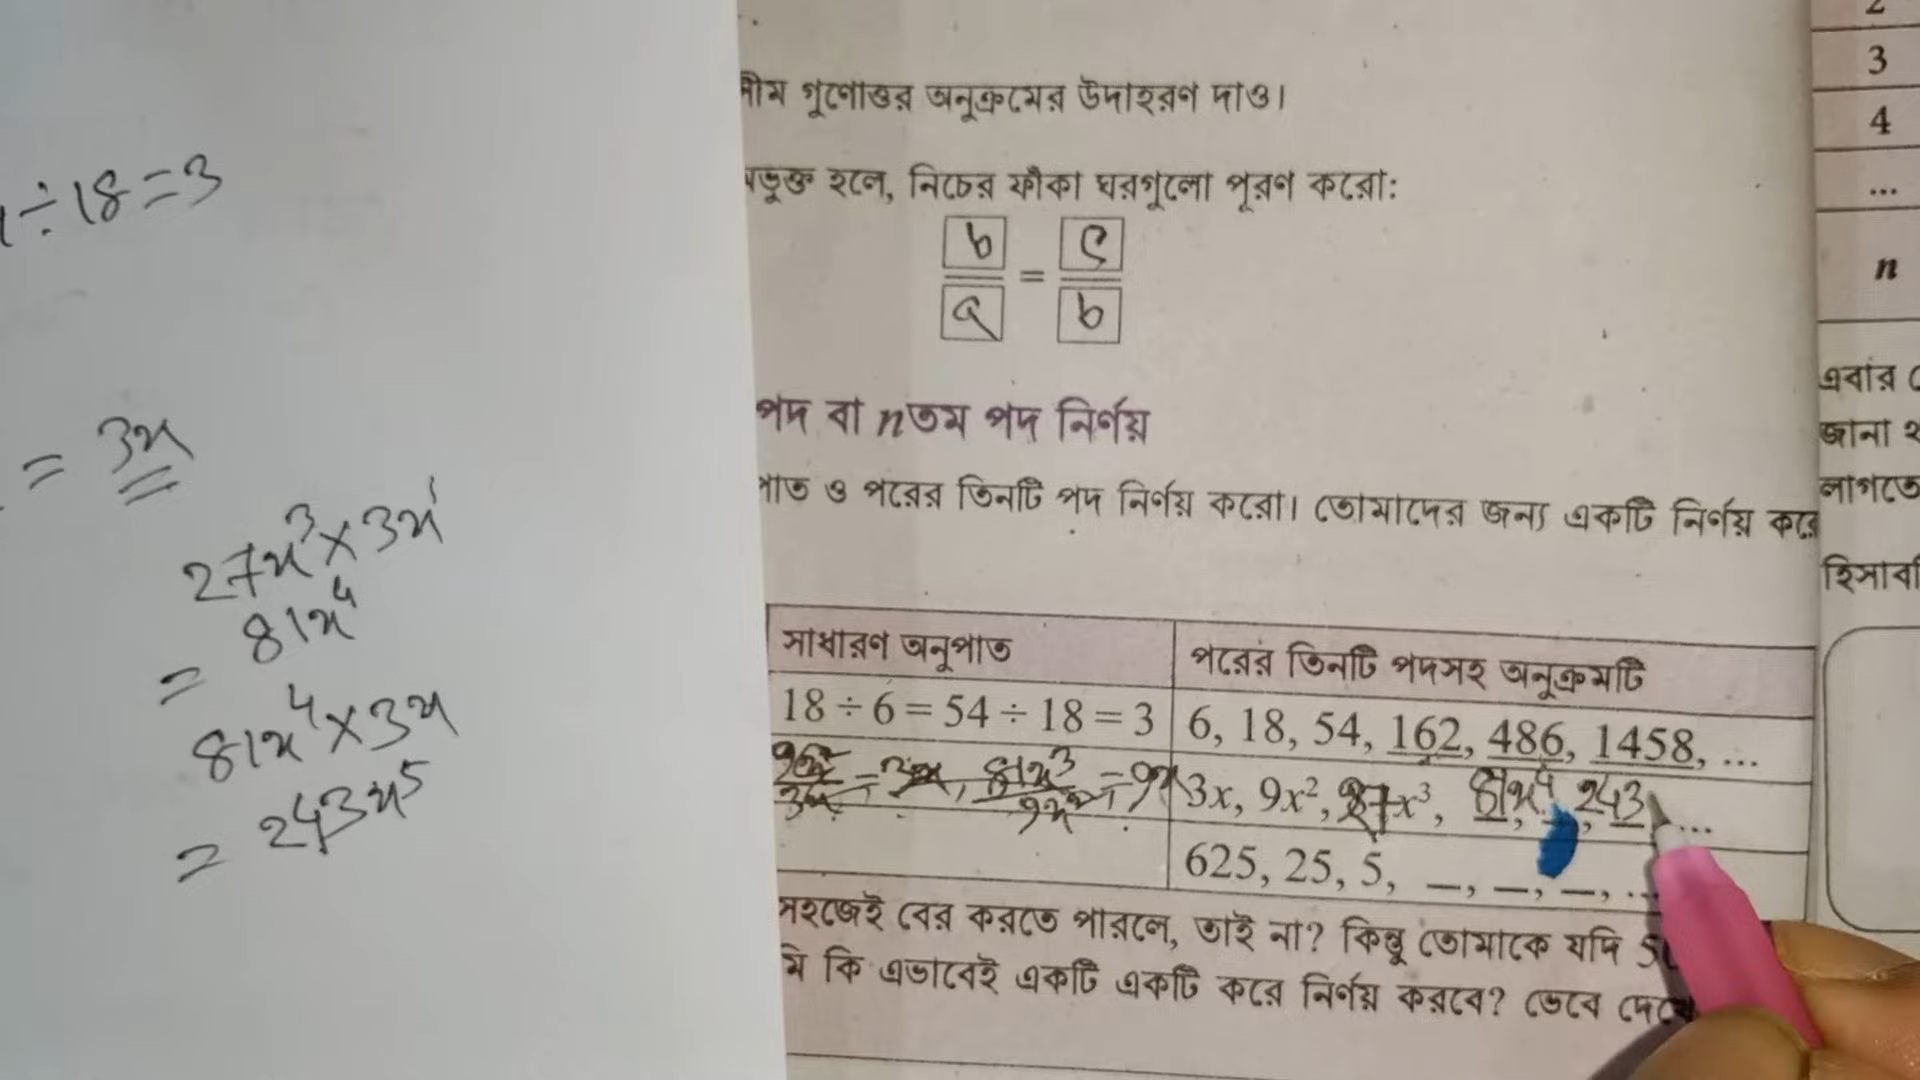 ÷18=3
= 3x
27x³×3x¹
= 81x⁴
81x⁴×3x
= 243x⁵
গুণোত্তর অনুক্রমের উদাহরণ দাও।
হলে, নিচের ফাঁকা ঘরগুলো পূরণ করো:
b/a = c/b
পদ বা nতম পদ নির্ণয়
ও পরের তিনটি পদ নির্ণয় করো। তোমাদের জন্য একটি নির্ণয় করে
সাধারণ অনুপাত পরের তিনটি পদসহ অনুক্রমটি
18 ÷ 6 = 54 ÷ 18 = 3 6, 18, 54, 162, 486, 1458, ...
3x, 9x², 27x³, 81x⁴, 243, ...
625, 25, 5, _, _, _, ...
সহজেই বের করতে পারলে, তাই না? কিন্তু তোমাকে যদি
কি এভাবেই একটি একটি করে নির্ণয় করবে? ভেবে
3
4
...
n
এবার
জানা